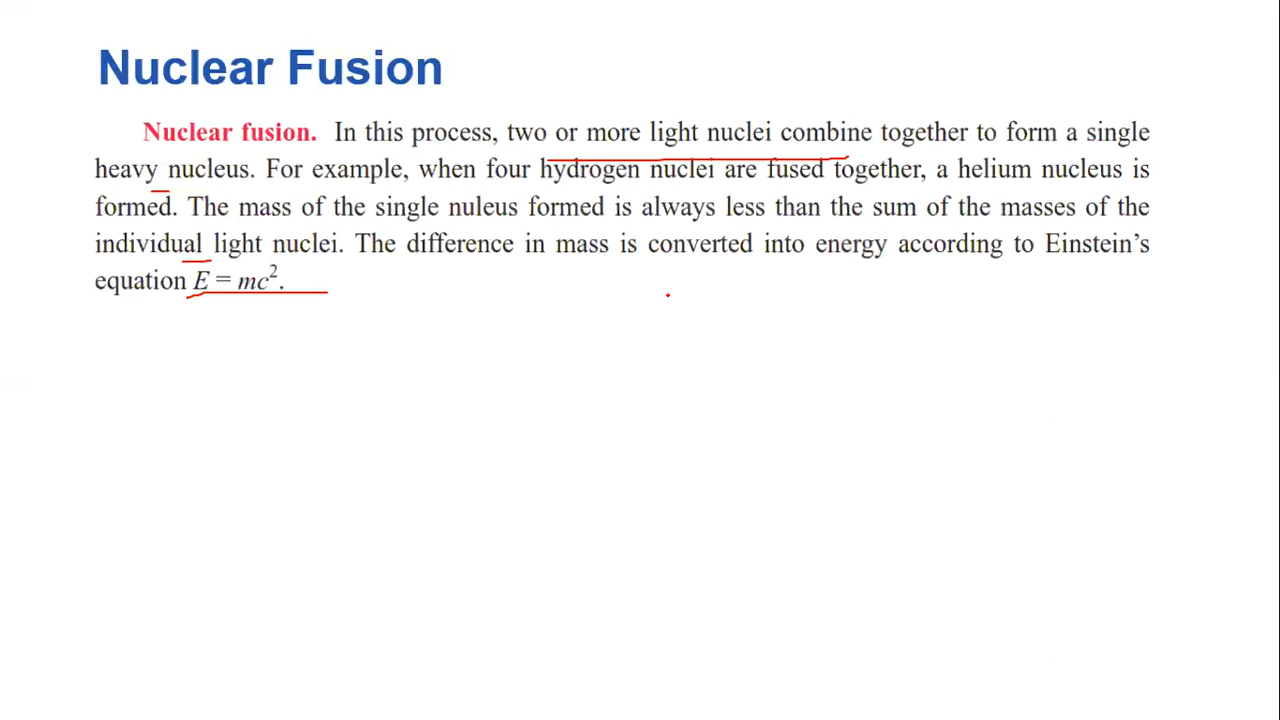 Nuclear Fusion
Nuclear fusion. In this process, two or more light nuclei combine together to form a single
heavy nucleus. For example, when four hydrogen nuclei are fused together, a helium nucleus is
formed. The mass of the single nuleus formed is always less than the sum of the masses of the
individual light nuclei. The difference in mass is converted into energy according to Einstein’s
equation E = mc².